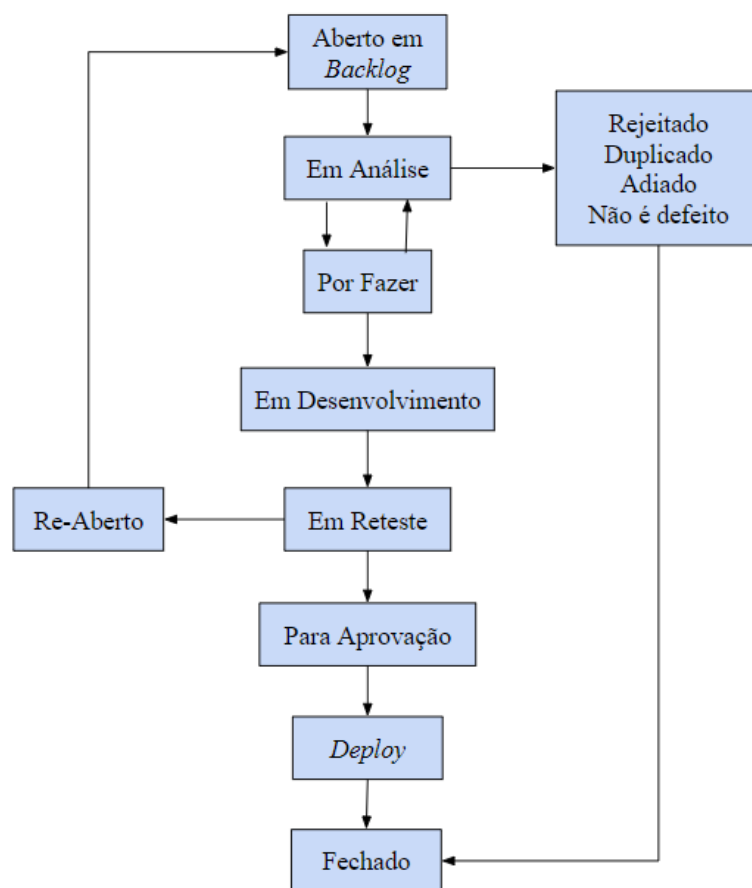 Aberto em
Backlog
Em Análise
Rejeitado
Duplicado
Adiado
Não é defeito
Por Fazer
Em Desenvolvimento
Re-Aberto
Em Reteste
Para Aprovação
Deploy
Fechado